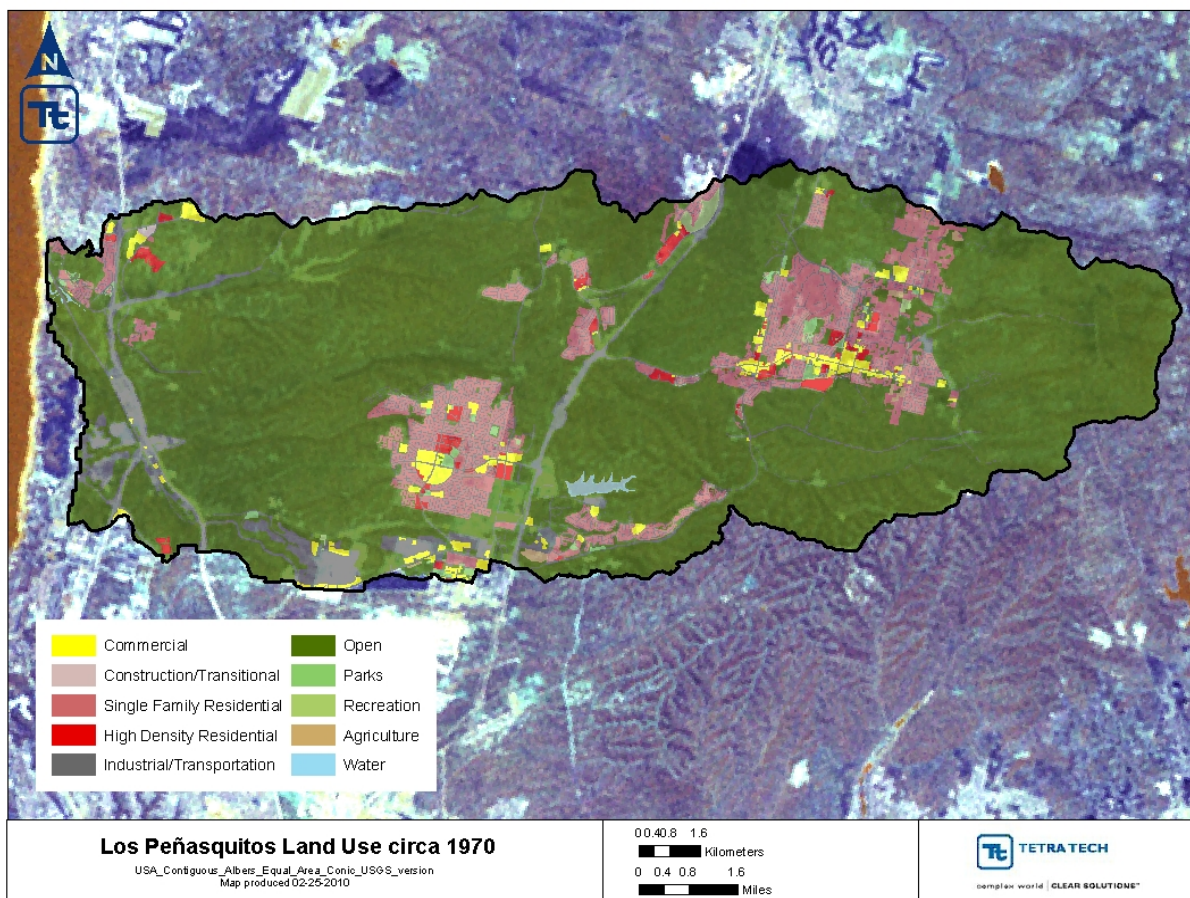 N
Tt
Commercial
Construction/Transitional
Single Family Residential
High Density Residential
Industrial/Transportation
Open
Parks
Recreation
Agriculture
Water
Los Peñasquitos Land Use circa 1970
USA_Contiguous_Albers_Equal_Area_Conic_USGS_version
Map produced 02-25-2010
0 0.40.8 1.6
Kilometers
0 0.4 0.8 1.6
Miles
Tt TETRA TECH
complex world | CLEAR SOLUTIONS™